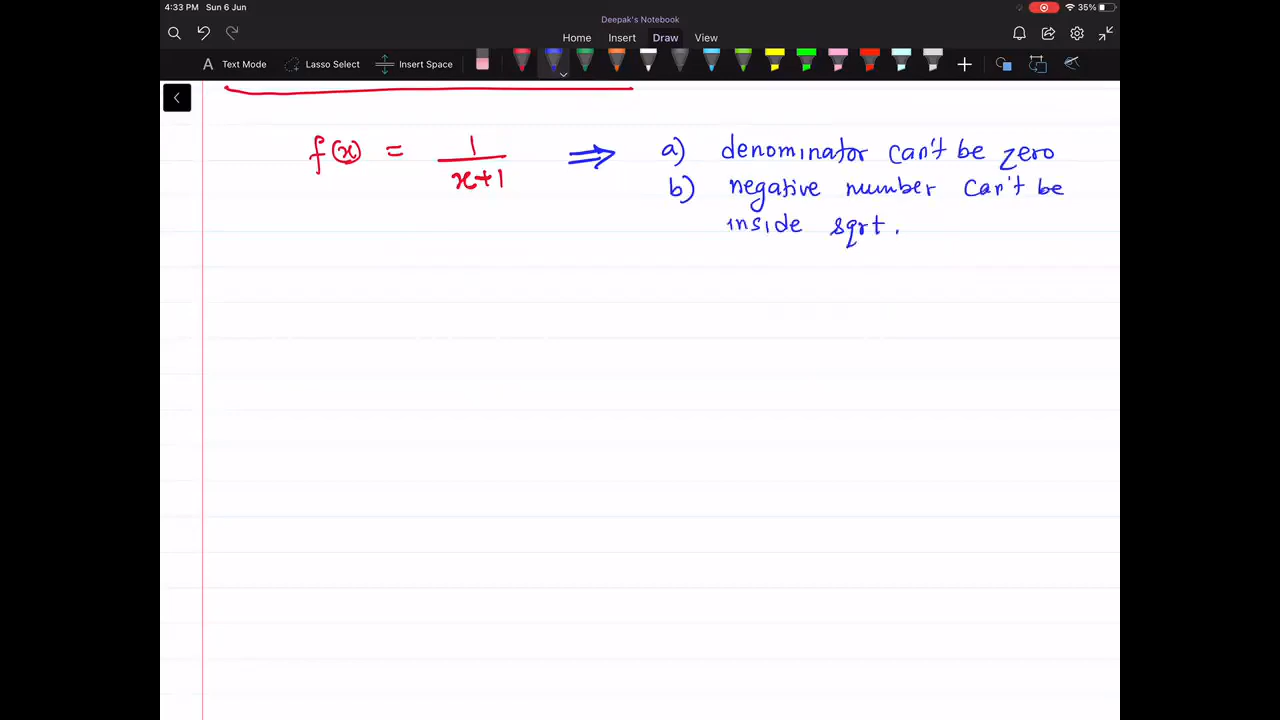 4:33 PM Sun 6 Jun
35%
Deepak's Notebook
Home Insert Draw View
A Text Mode Lasso Select Insert Space
f(x) = 1/(x+1) ⇒ a) denominator can't be zero
b) negative number can't be
inside sqrt.